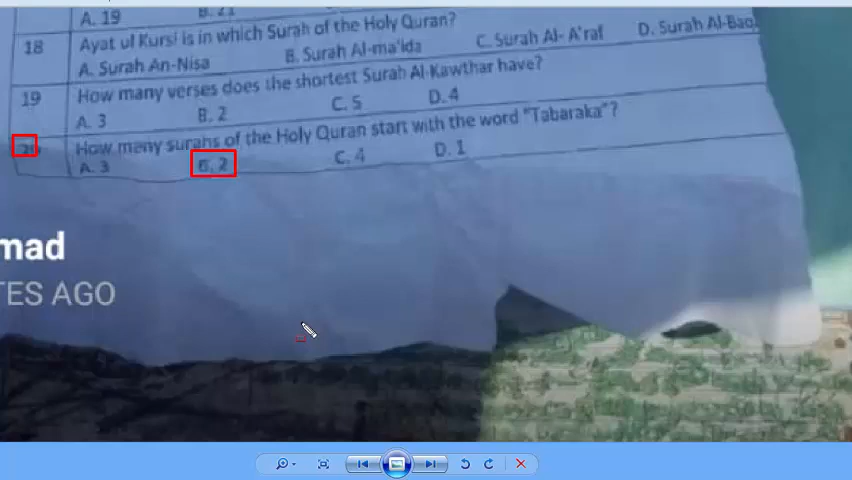 A. 19
B. 21
18
Ayat ul Kursi is in which Surah of the Holy Quran?
A. Surah An-Nisa
B. Surah Al-ma'ida
C. Surah Al- A'raf
D. Surah Al-Baq
19
How many verses does the shortest Surah Al-Kawthar have?
A. 3
B. 2
C. 5
D. 4
20
How many surahs of the Holy Quran start with the word "Tabaraka"?
A. 3
B. 2
C. 4
D. 1
mad
TES AGO